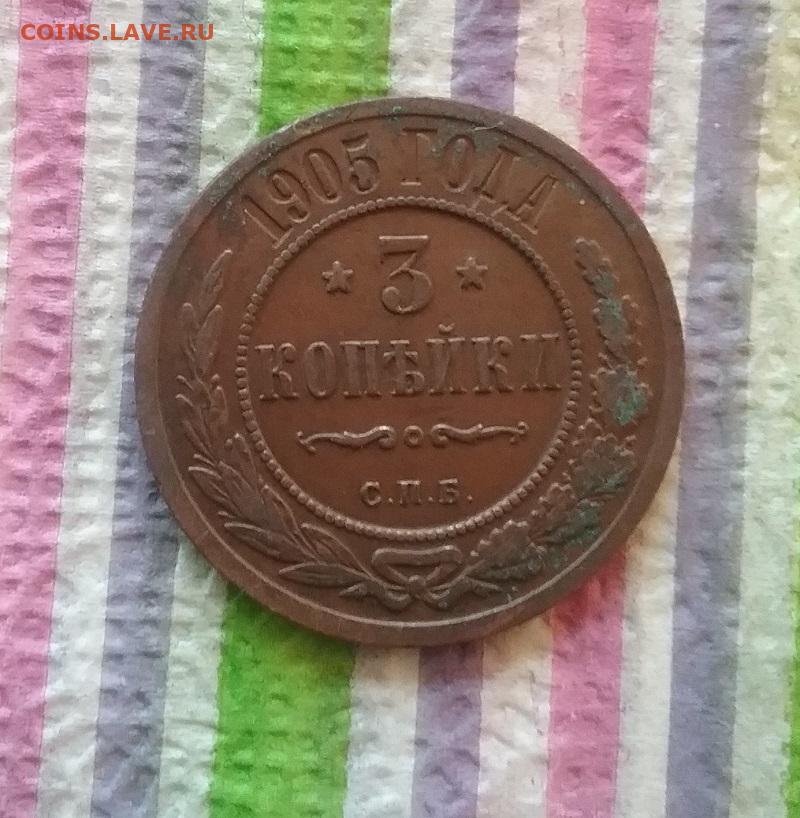 COINS.LAVE.RU
1905 ГОДА
3
КОПѢЙКИ
С.П.Б.